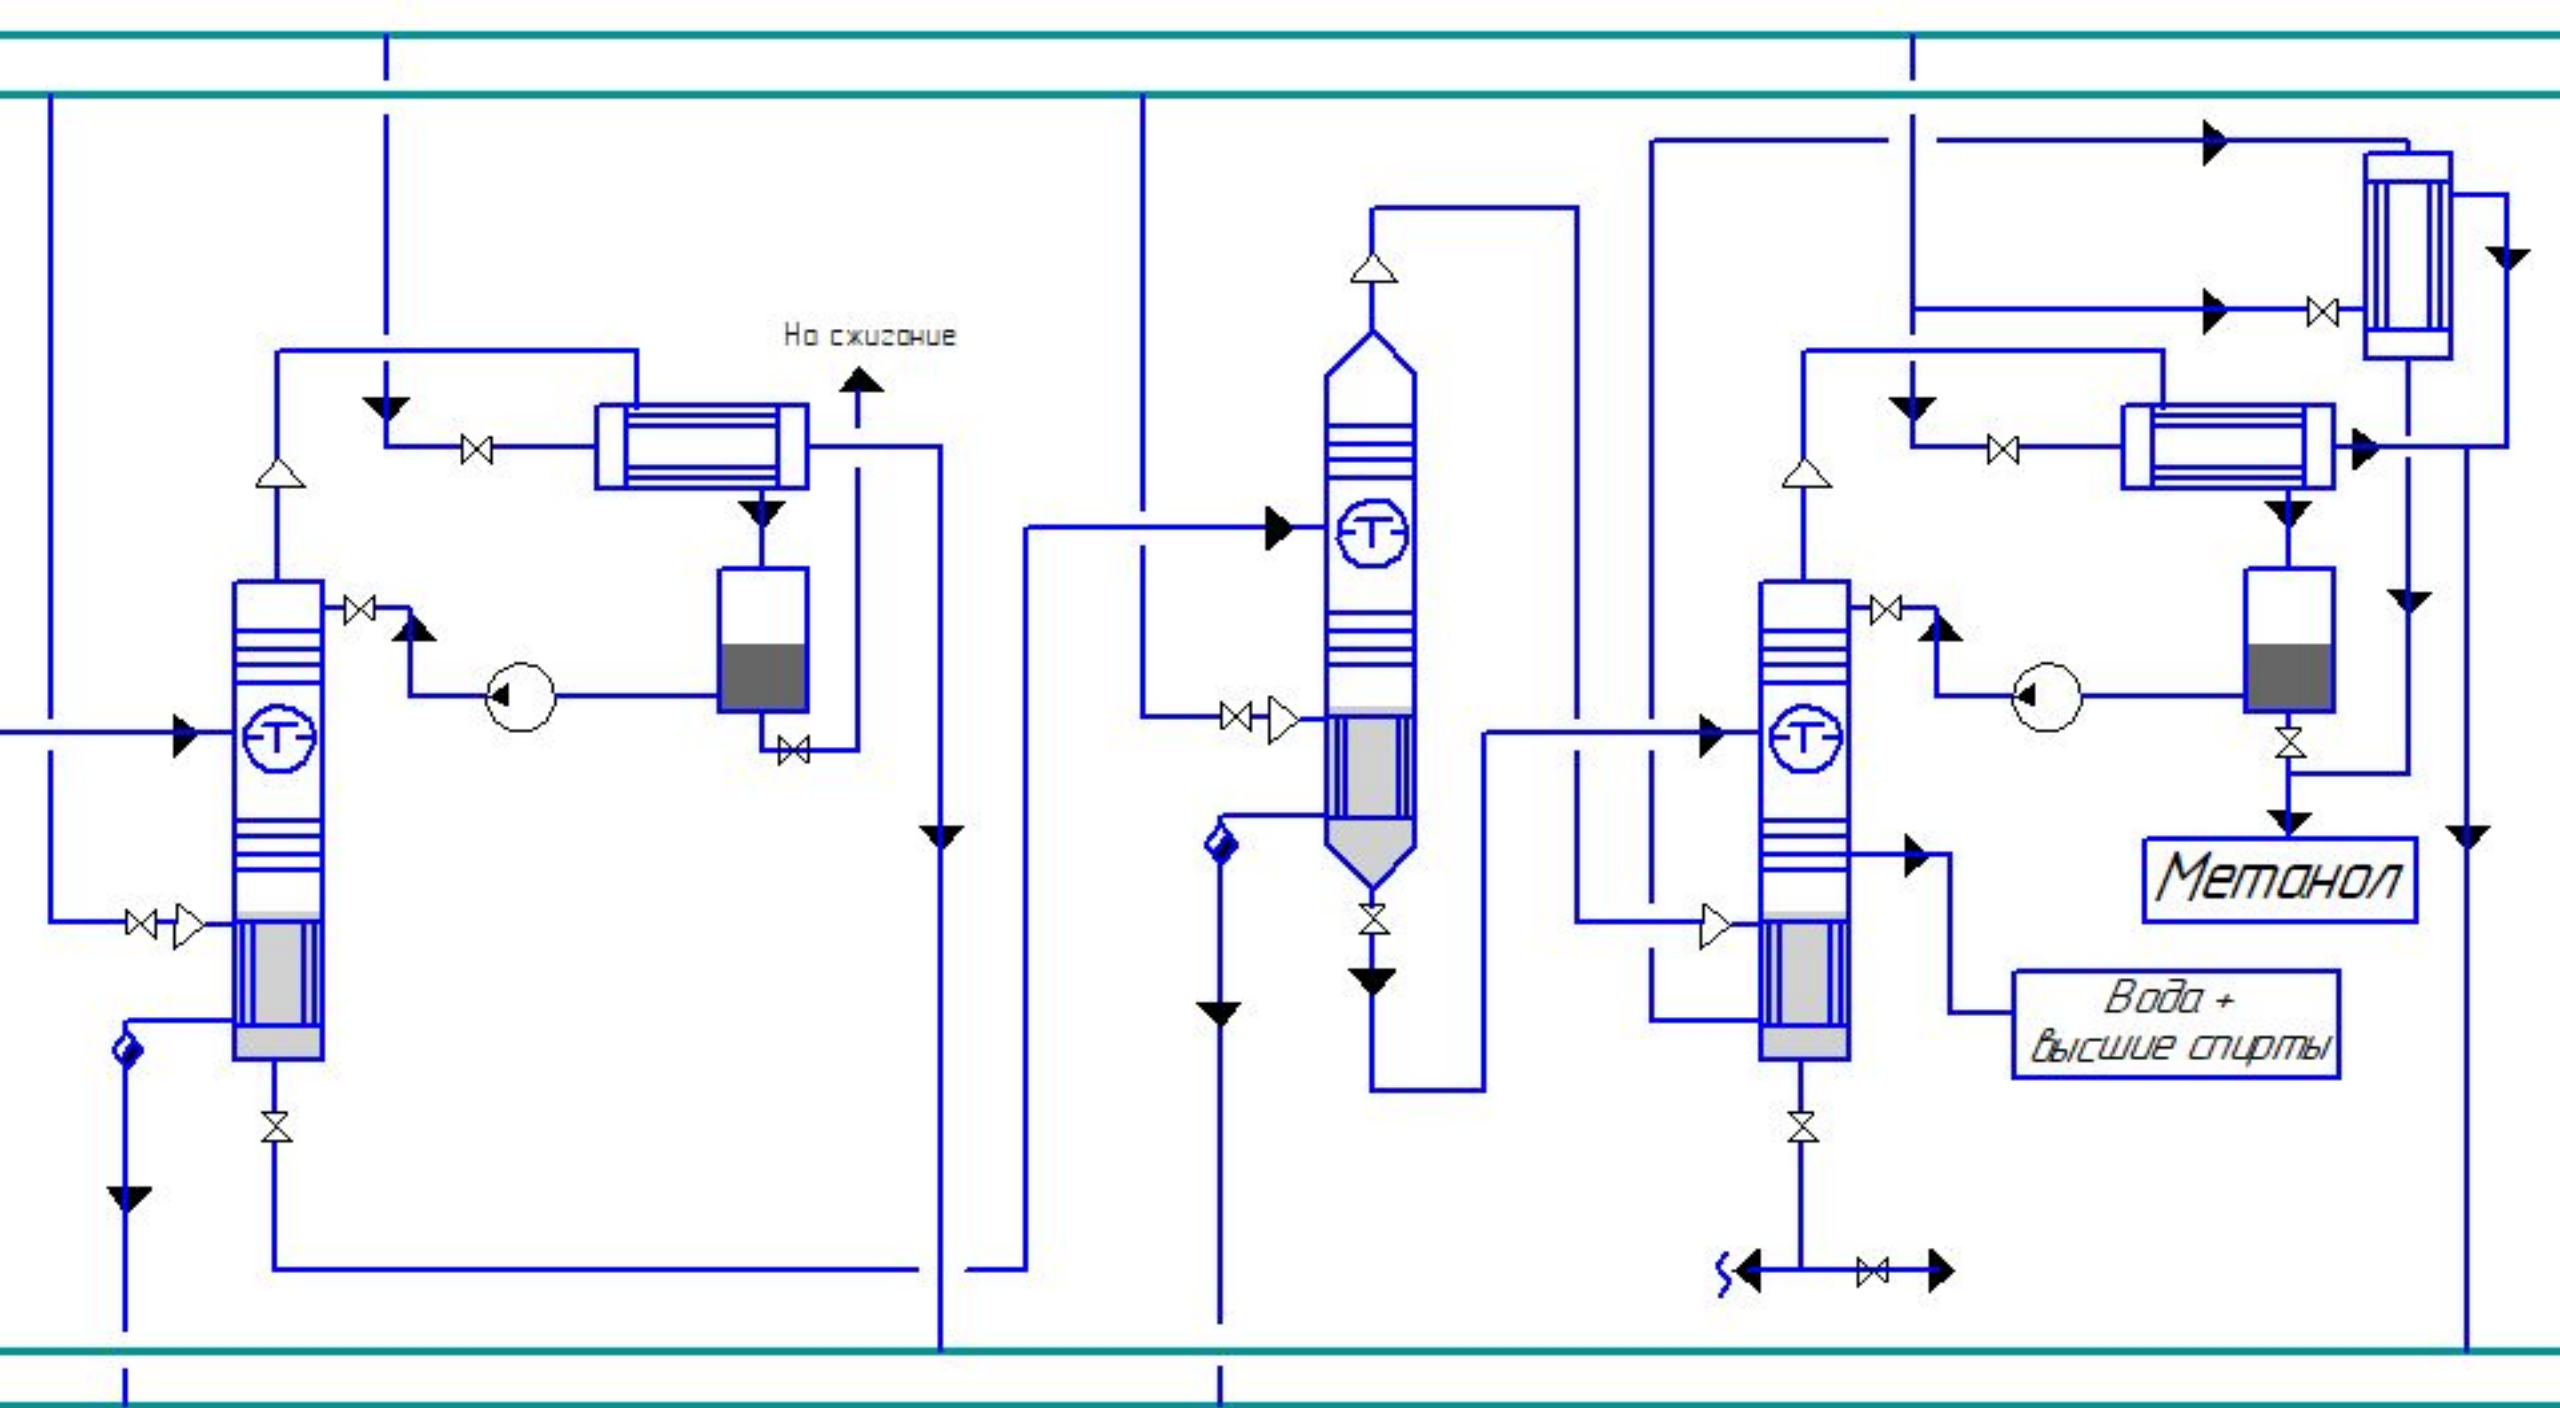 На сжигание
Т
Т
Т
Метанол
Вода +
высшие спирты